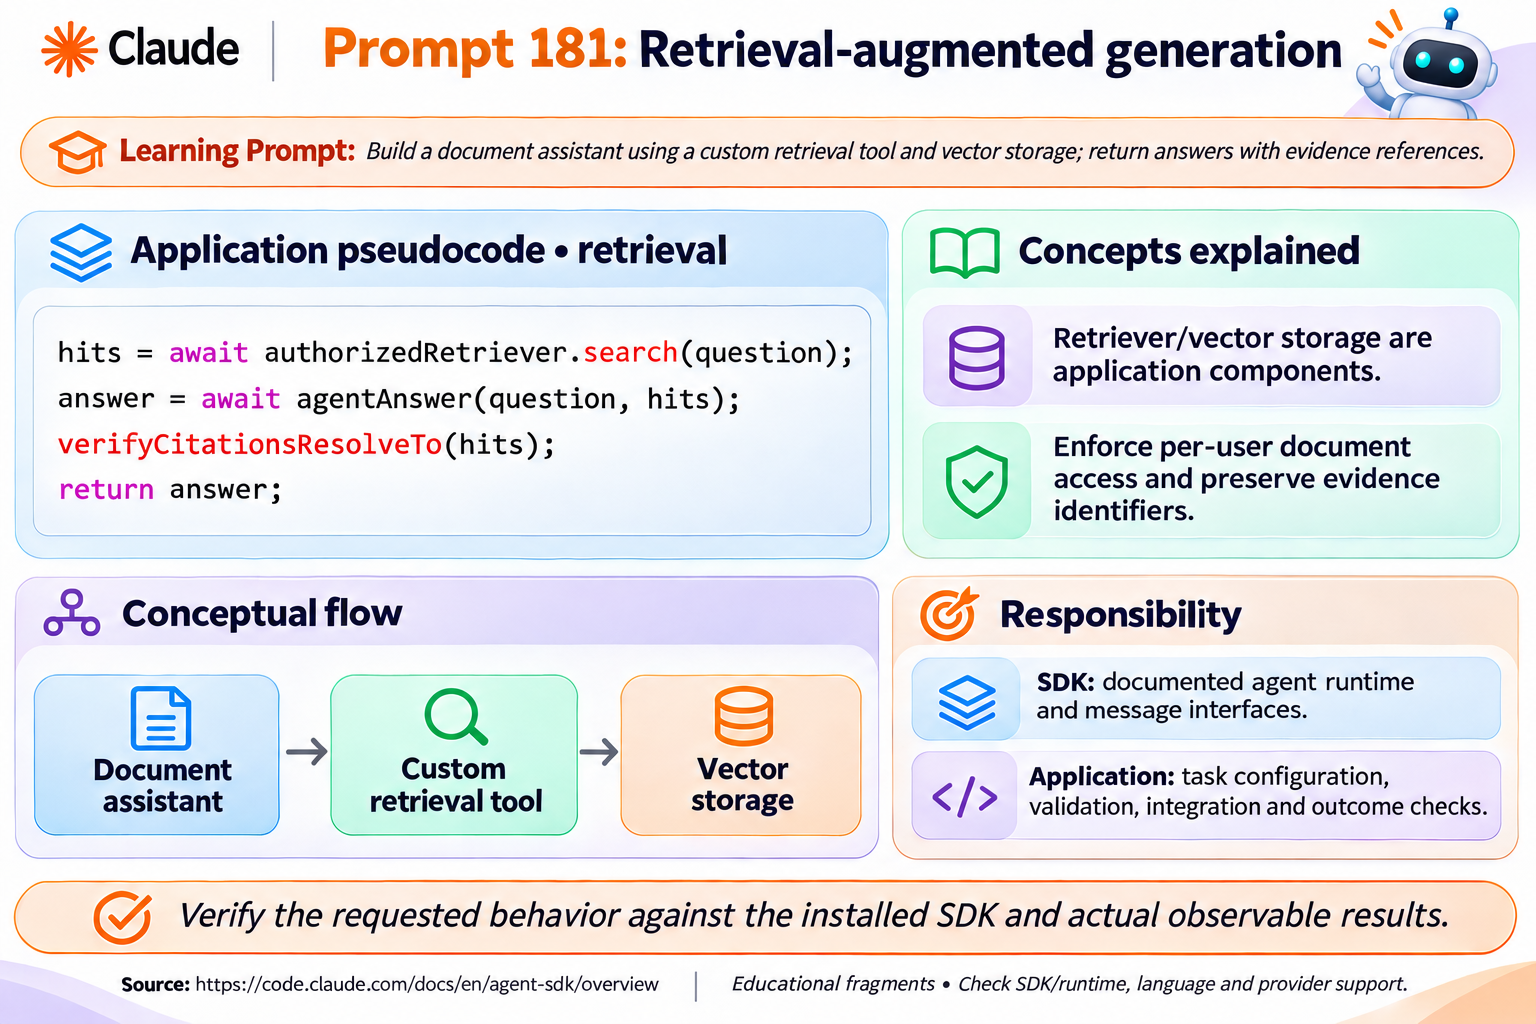 Claude
Prompt 181: Retrieval-augmented generation
Learning Prompt: Build a document assistant using a custom retrieval tool and vector storage; return answers with evidence references.
Application pseudocode • retrieval
hits = await authorizedRetriever.search(question);
answer = await agentAnswer(question, hits);
verifyCitationsResolveTo(hits);
return answer;
Concepts explained
Retriever/vector storage are
application components.
Enforce per-user document
access and preserve evidence
identifiers.
Conceptual flow
Document
assistant
Custom
retrieval tool
Vector
storage
Responsibility
SDK: documented agent runtime
and message interfaces.
Application: task configuration,
validation, integration and outcome checks.
Verify the requested behavior against the installed SDK and actual observable results.
Source: https://code.claude.com/docs/en/agent-sdk/overview
Educational fragments • Check SDK/runtime, language and provider support.